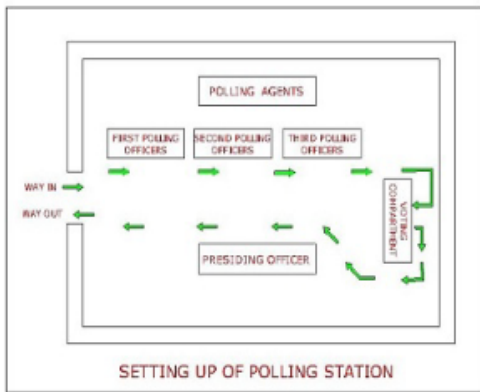 POLLING AGENTS
FIRST POLLING
OFFICERS
SECOND POLLING
OFFICERS
THIRD POLLING
OFFICERS
WAY IN
WAY OUT
VOTING
COMPARTMENT
PRESIDING OFFICER
SETTING UP OF POLLING STATION